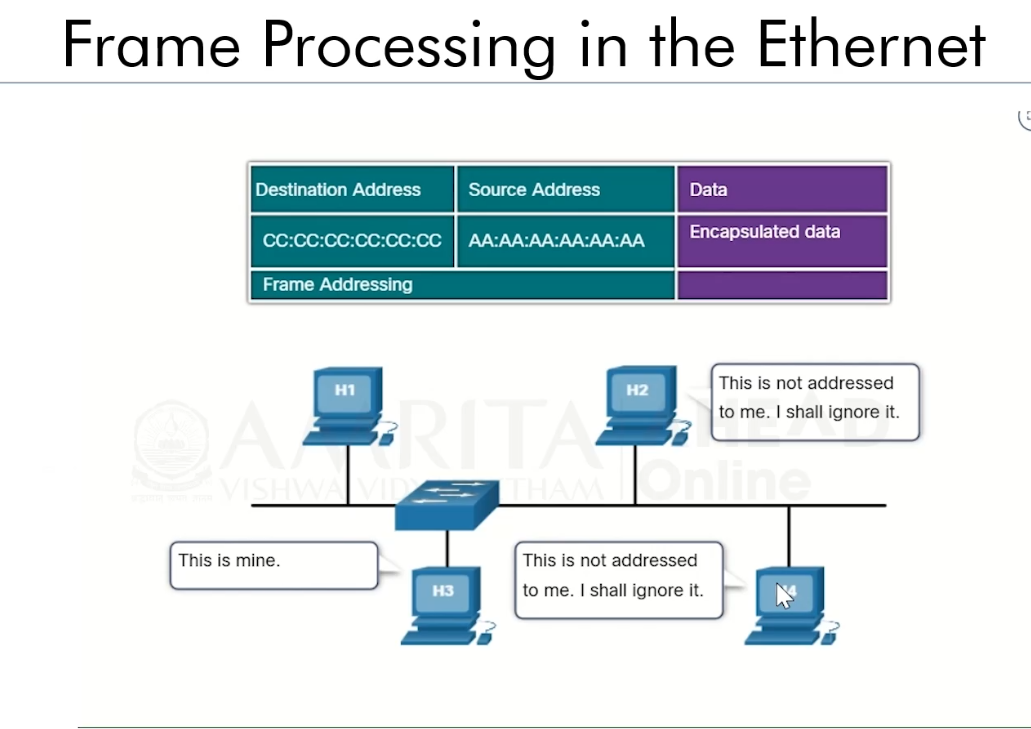 Frame Processing in the Ethernet
Destination Address Source Address Data
CC:CC:CC:CC:CC:CC AA:AA:AA:AA:AA:AA Encapsulated data
Frame Addressing
H1
H2
This is not addressed
to me. I shall ignore it.
AMRITA AHEAD
VISHWA VIDYAPEETHAM Online
This is mine.
H3
This is not addressed
to me. I shall ignore it.